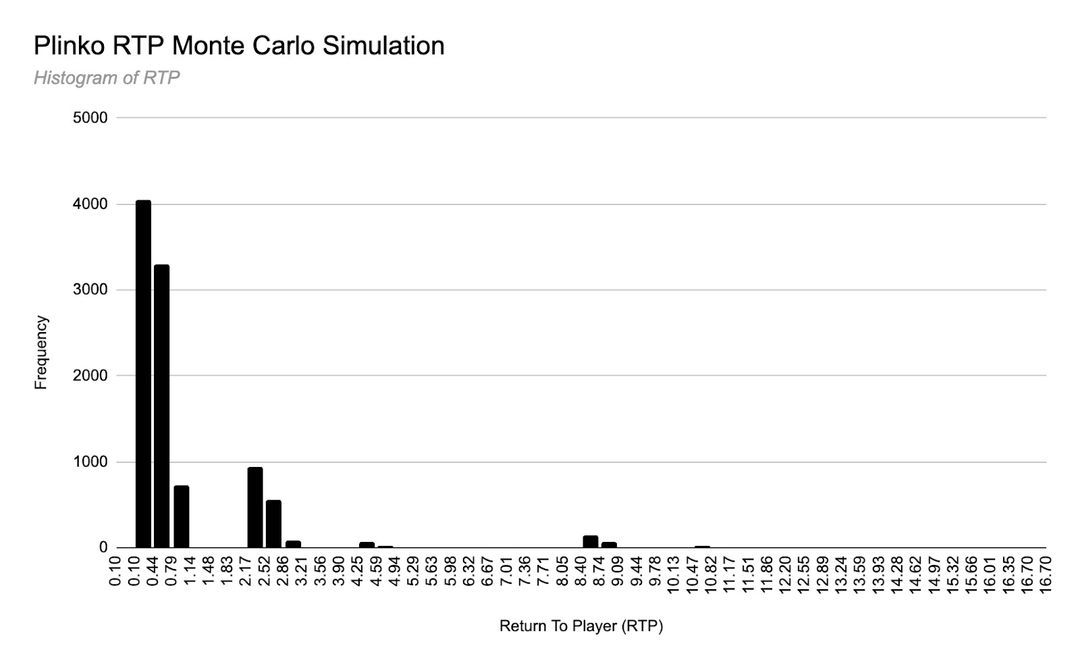 Plinko RTP Monte Carlo Simulation
Histogram of RTP
5000
4000
3000
2000
1000
0
Frequency
0.10 0.10 0.44 0.79 1.14 1.48 1.83 2.17 2.52 2.86 3.21 3.56 3.90 4.25 4.59 4.94 5.29 5.63 5.98 6.32 6.67 7.01 7.36 7.71 8.05 8.40 8.74 9.09 9.44 9.78 10.13 10.47 10.82 11.17 11.51 11.86 12.20 12.55 12.89 13.24 13.59 13.93 14.28 14.62 14.97 15.32 15.66 16.01 16.35 16.70 16.70
Return To Player (RTP)